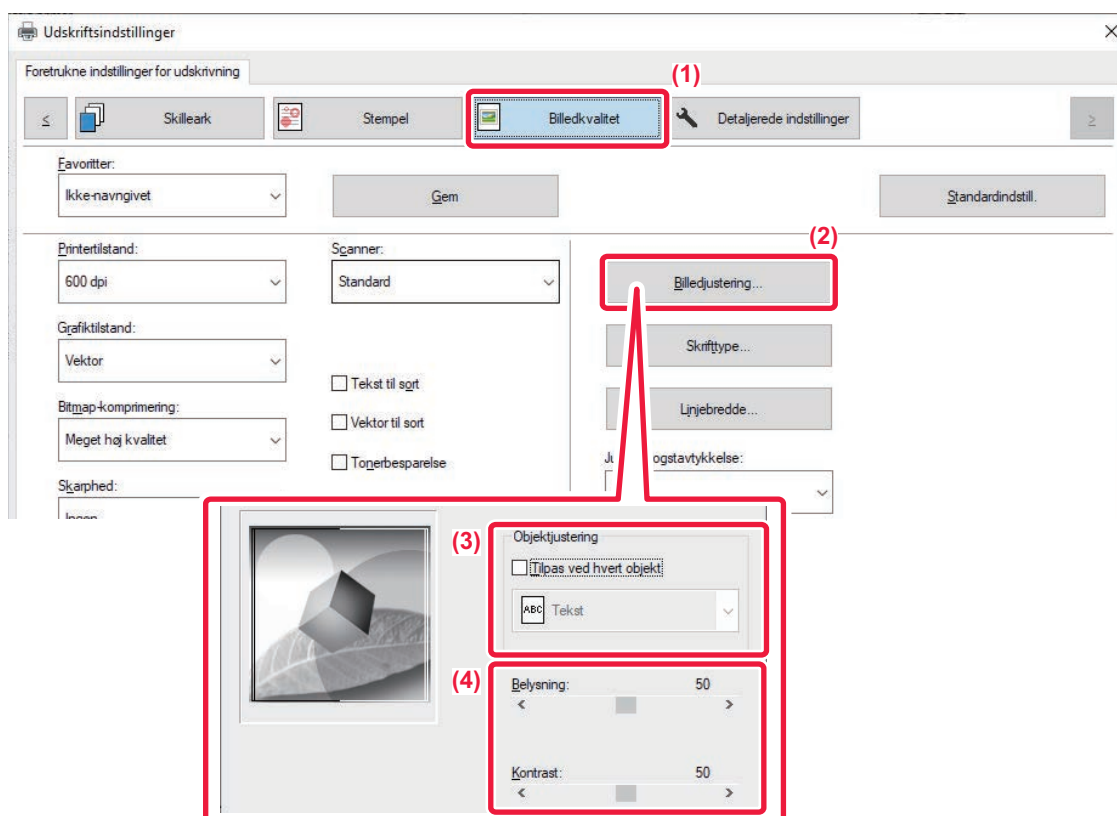 Udskriftsindstillinger
Foretrukne indstillinger for udskrivning
(1)
< Skilleark Stempel Billedkvalitet Detaljerede indstillinger >
Favoritter:
Ikke-navngivet Gem Standardindstill.
(2)
Printertilstand: Scanner:
600 dpi Standard Billedjustering...
Grafiktilstand:
Vektor Skrifttype...
Tekst til sort
Bitmap-komprimering: Linjebredde...
Vektor til sort
Meget høj kvalitet
Tonerbesparelse ogstavtykkelse:
Skarphed:
Ingen
(3)
Objektjustering
Tilpas ved hvert objekt
ABC Tekst
(4)
Belysning: 50
< >
Kontrast: 50
< >